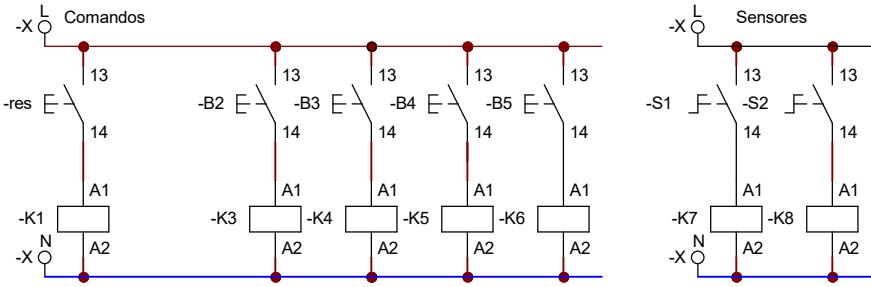 L Comandos L Sensores
-X -X
13 13 13 13 13 13 13
-res -B2 -B3 -B4 -B5 -S1 -S2
14 14 14 14 14 14 14
A1 A1 A1 A1 A1 A1 A1
-K1 -K3 -K4 -K5 -K6 -K7 -K8
N A2 A2 A2 A2 A2 N A2 A2
-X -X